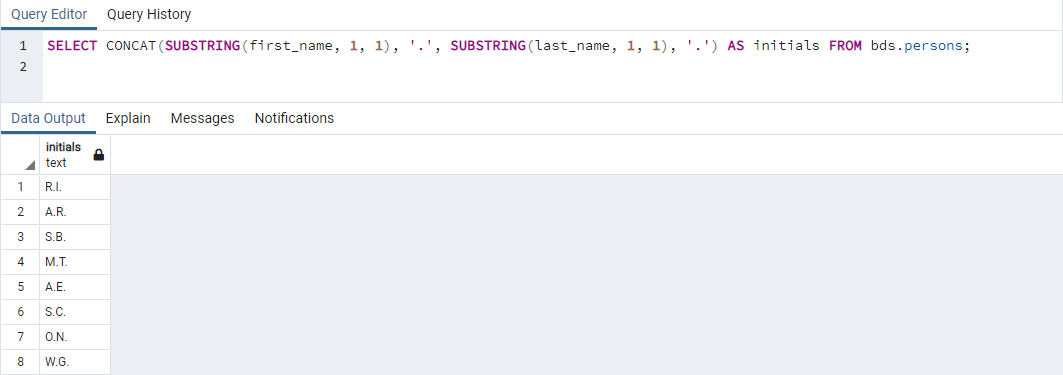 Query Editor Query History
1 SELECT CONCAT(SUBSTRING(first_name, 1, 1), '.', SUBSTRING(last_name, 1, 1), '.') AS initials FROM bds.persons;
2
Data Output Explain Messages Notifications
initials
text
1 R.I.
2 A.R.
3 S.B.
4 M.T.
5 A.E.
6 S.C.
7 O.N.
8 W.G.